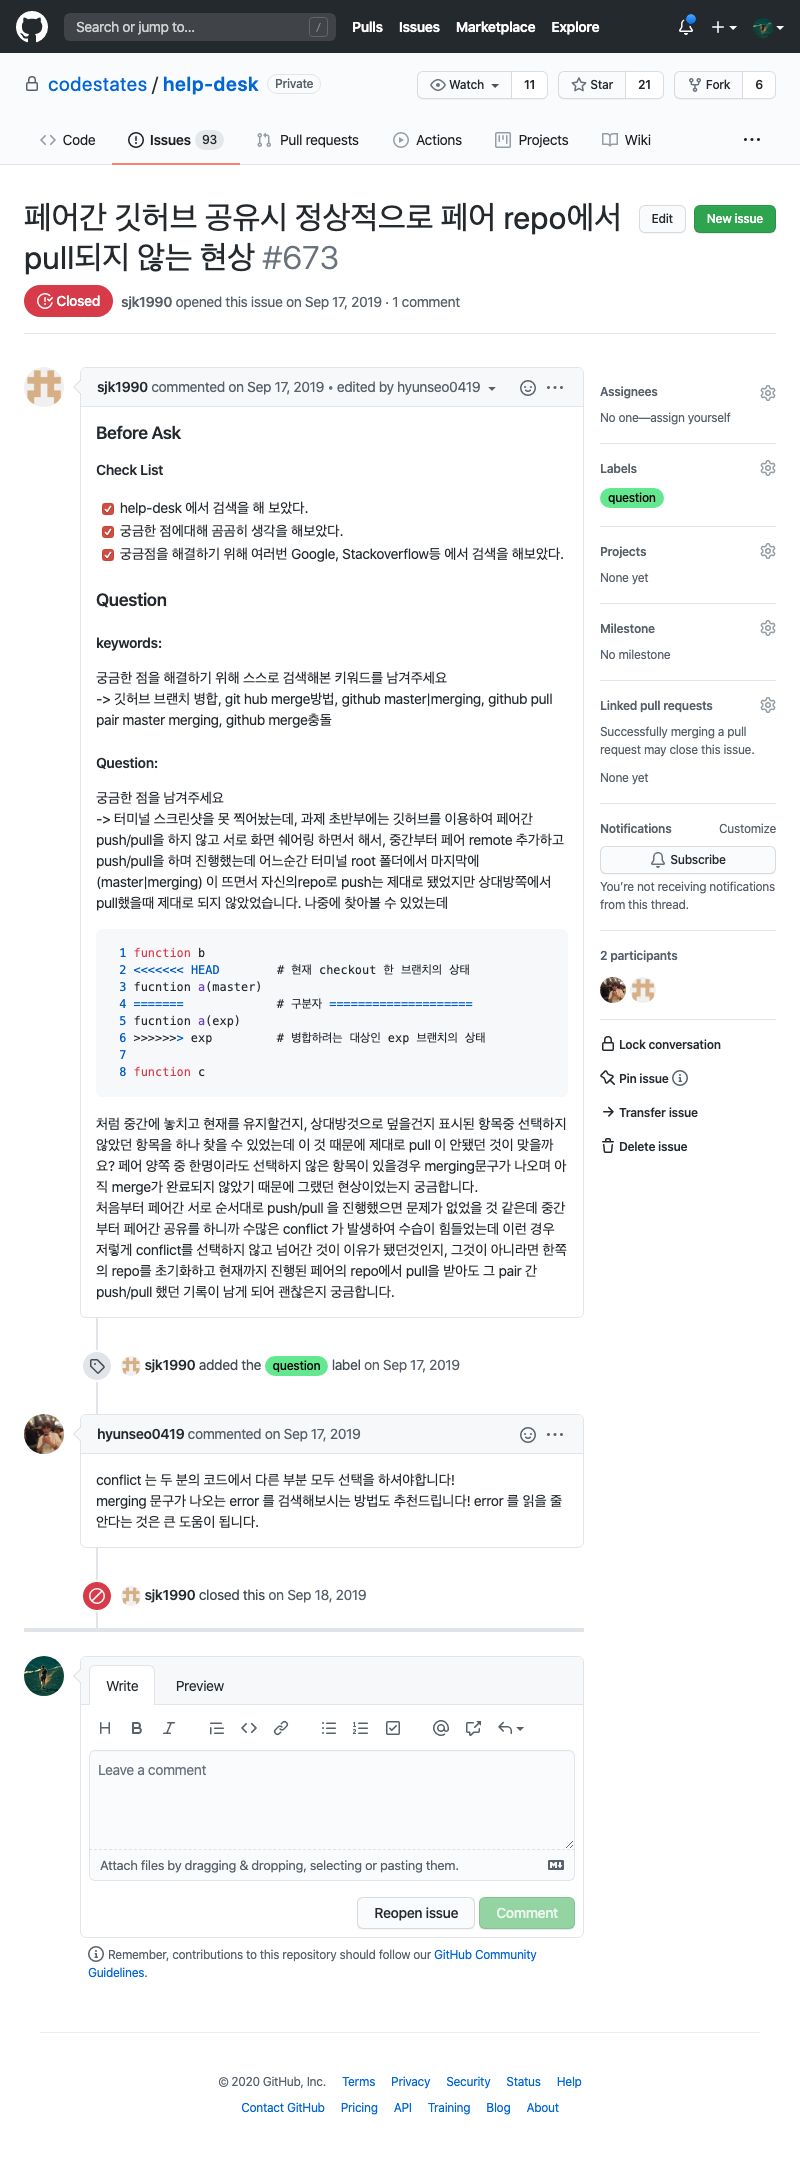 Search or jump to...
/
Pulls
Issues
Marketplace
Explore
codestates / help-desk
Private
Watch
11
Star
21
Fork
6
Code
Issues 93
Pull requests
Actions
Projects
Wiki
페어간 깃허브 공유시 정상적으로 페어 repo에서
pull되지 않는 현상 #673
Edit
New issue
Closed
sjk1990 opened this issue on Sep 17, 2019 · 1 comment
sjk1990 commented on Sep 17, 2019 • edited by hyunseo0419
Before Ask
Check List
help-desk 에서 검색을 해 보았다.
궁금한 점에대해 곰곰히 생각을 해보았다.
궁금점을 해결하기 위해 여러번 Google, Stackoverflow등 에서 검색을 해보았다.
Question
keywords:
궁금한 점을 해결하기 위해 스스로 검색해본 키워드를 남겨주세요
-> 깃허브 브랜치 병합, git hub merge방법, github master|merging, github pull
pair master merging, github merge충돌
Question:
궁금한 점을 남겨주세요
-> 터미널 스크린샷을 못 찍어놨는데, 과제 초반부에는 깃허브를 이용하여 페어간
push/pull을 하지 않고 서로 화면 쉐어링 하면서 해서, 중간부터 페어 remote 추가하고
push/pull을 하며 진행했는데 어느순간 터미널 root 폴더에서 마지막에
(master|merging) 이 뜨면서 자신의repo로 push는 제대로 됐었지만 상대방쪽에서
pull했을때 제대로 되지 않았었습니다. 나중에 찾아볼 수 있었는데
1 function b
2 <<<<<<< HEAD # 현재 checkout 한 브랜치의 상태
3 fucntion a(master)
4 ======= # 구분자 ====================
5 fucntion a(exp)
6 >>>>>>> exp # 병합하려는 대상인 exp 브랜치의 상태
7
8 function c
처럼 중간에 놓치고 현재를 유지할건지, 상대방것으로 덮을건지 표시된 항목중 선택하지
않았던 항목을 하나 찾을 수 있었는데 이 것 때문에 제대로 pull 이 안됐던 것이 맞을까
요? 페어 양쪽 중 한명이라도 선택하지 않은 항목이 있을경우 merging문구가 나오며 아
직 merge가 완료되지 않았기 때문에 그랬던 현상이었는지 궁금합니다.
처음부터 페어간 서로 순서대로 push/pull 을 진행했으면 문제가 없었을 것 같은데 중간
부터 페어간 공유를 하니까 수많은 conflict 가 발생하여 수습이 힘들었는데 이런 경우
저렇게 conflict를 선택하지 않고 넘어간 것이 이유가 됐던것인지, 그것이 아니라면 한쪽
의 repo를 초기화하고 현재까지 진행된 페어의 repo에서 pull을 받아도 그 pair 간
push/pull 했던 기록이 남게 되어 괜찮은지 궁금합니다.
Assignees
No one—assign yourself
Labels
question
Projects
None yet
Milestone
No milestone
Linked pull requests
Successfully merging a pull
request may close this issue.
None yet
Notifications
Customize
Subscribe
You're not receiving notifications
from this thread.
2 participants
Lock conversation
Pin issue
Transfer issue
Delete issue
sjk1990 added the question label on Sep 17, 2019
hyunseo0419 commented on Sep 17, 2019
conflict 는 두 분의 코드에서 다른 부분 모두 선택을 하셔야합니다!
merging 문구가 나오는 error 를 검색해보시는 방법도 추천드립니다! error 를 읽을 줄
안다는 것은 큰 도움이 됩니다.
sjk1990 closed this on Sep 18, 2019
Write
Preview
Leave a comment
Attach files by dragging & dropping, selecting or pasting them.
Reopen issue
Comment
Remember, contributions to this repository should follow our GitHub Community
Guidelines.
© 2020 GitHub, Inc.
Terms
Privacy
Security
Status
Help
Contact GitHub
Pricing
API
Training
Blog
About